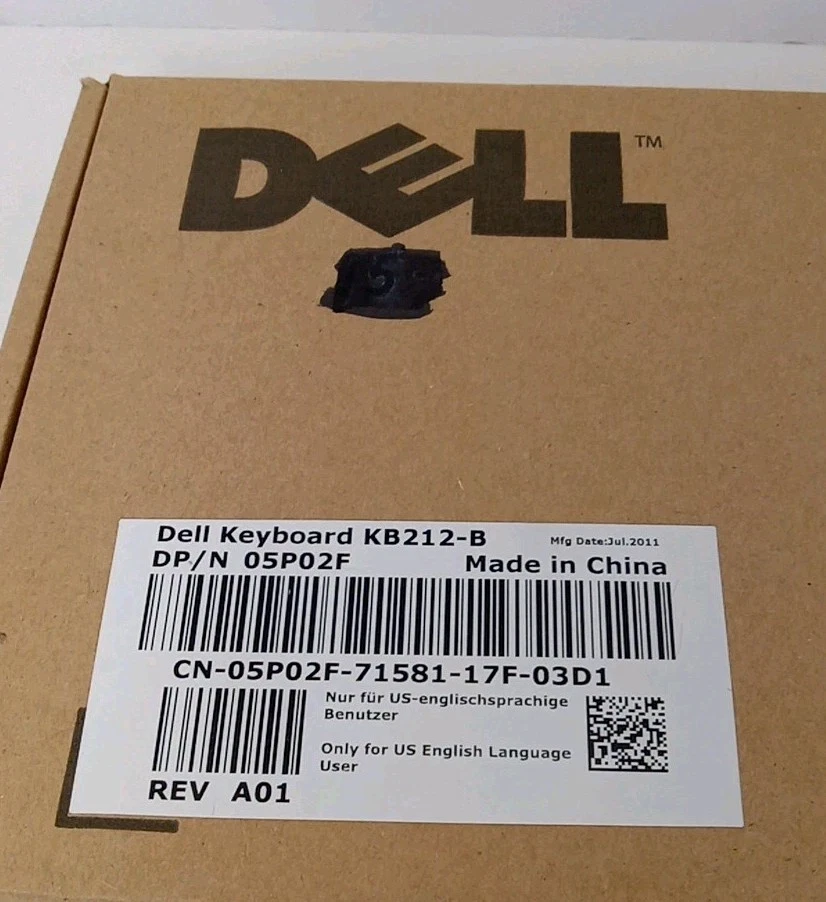 DELL™
Dell Keyboard KB212-B
Mfg Date:Jul.2011
DP/N 05P02F
Made in China
CN-05P02F-71581-17F-03D1
Nur für US-englischsprachige
Benutzer
Only for US English Language
User
REV A01